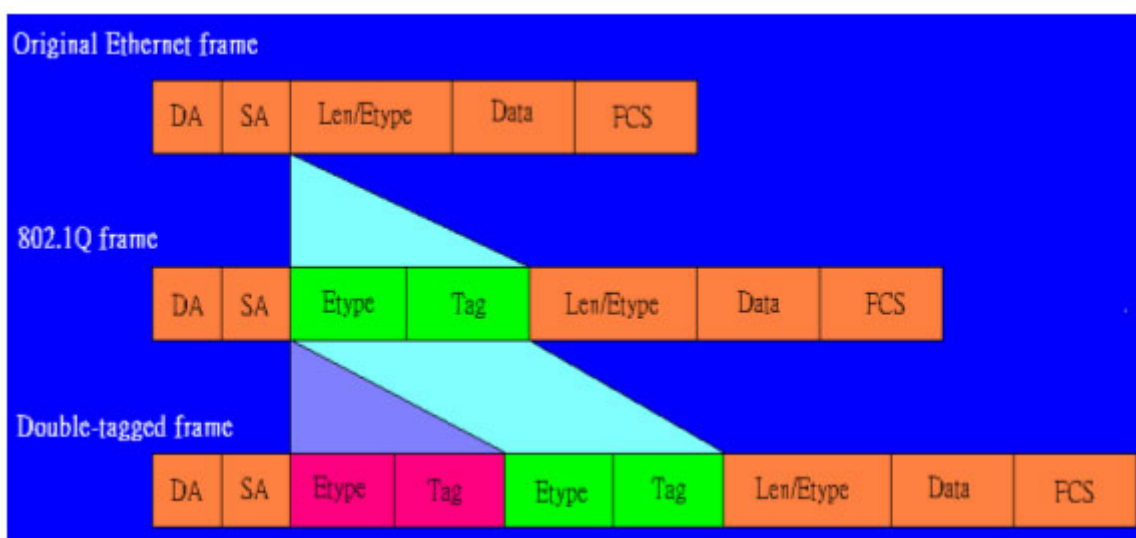 Original Ethernet frame
DA SA Len/Etype Data FCS
802.1Q frame
DA SA Etype Tag Len/Etype Data FCS
Double-tagged frame
DA SA Etype Tag Etype Tag Len/Etype Data FCS